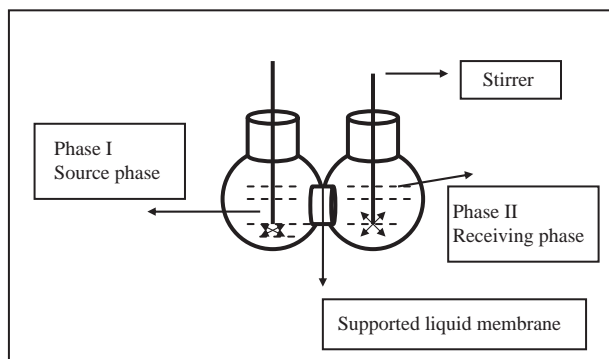 Stirrer
Phase I
Source phase
Phase II
Receiving phase
Supported liquid membrane